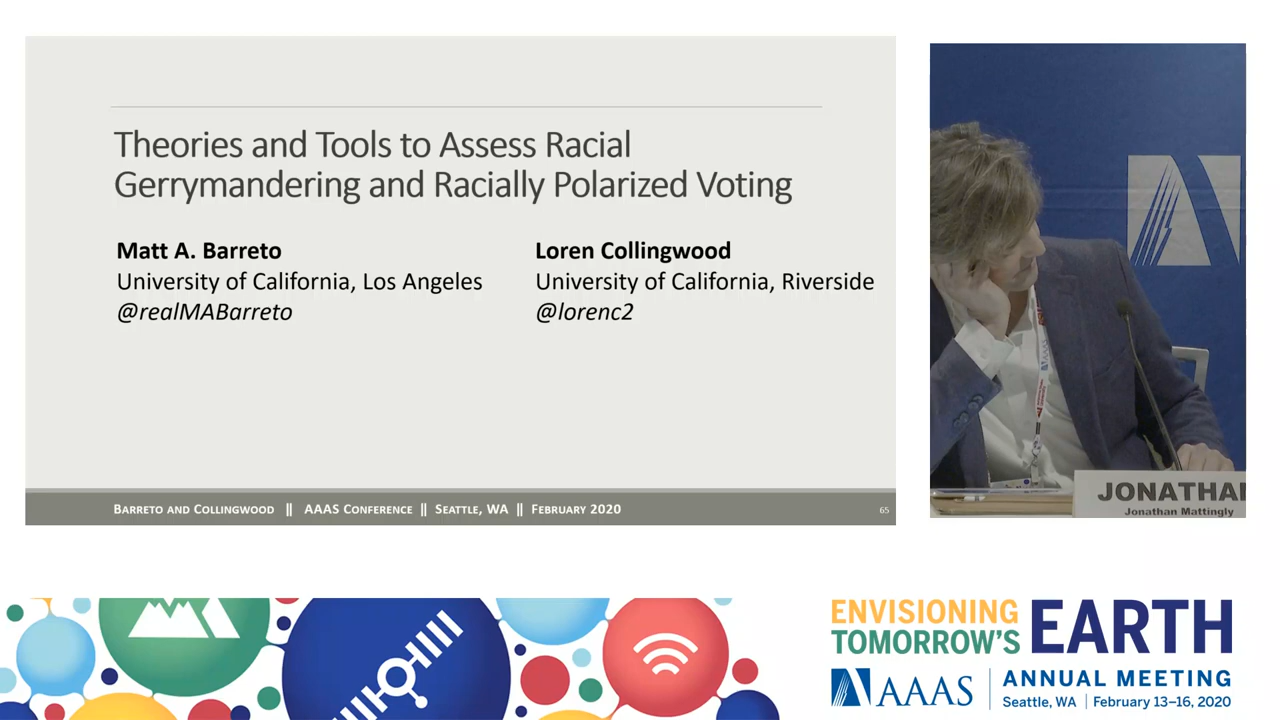 Theories and Tools to Assess Racial
Gerrymandering and Racially Polarized Voting
Matt A. Barreto
University of California, Los Angeles
@realMABarreto
Loren Collingwood
University of California, Riverside
@lorenc2
BARRETO AND COLLINGWOOD || AAAS CONFERENCE || SEATTLE, WA || FEBRUARY 2020
65
AAAS
JONATHA
Jonathan Mattingly
ENVISIONING
TOMORROW'S
EARTH
AAAS
ANNUAL MEETING
Seattle, WA | February 13–16, 2020